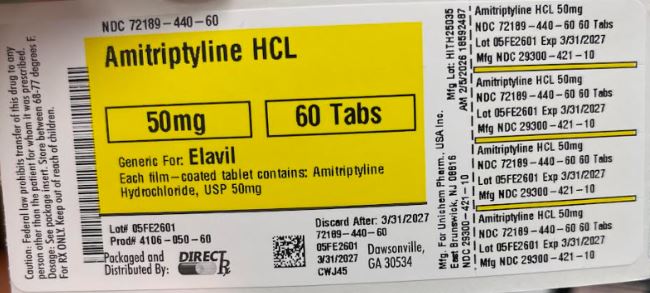 Caution: Federal law prohibits transfer of this drug to any
person other than the patient for whom it was prescribed.
Dosage: See package insert. Store between 68-77 degrees F.
For RX ONLY. Keep out of reach of children.
NDC 72189-440-60
Amitriptyline HCL
50mg
60 Tabs
Generic For: Elavil
Each film-coated tablet contains: Amitriptyline
Hydrochloride, USP 50mg
Lot# 05FE2601
Prod# 4106-050-60
Packaged and
Distributed By:
DIRECT Rx
Discard After: 3/31/2027
72189-440-60
05FE2601
3/31/2027
CWJ45
Dawsonville,
GA 30534
Mfg. For Unichem Pharm., USA Inc.
East Brunswick, NJ 08816
NDC 29300-421-10
Mfg Lot: HITH25035
AM 2/5/2026 16592487
Amitriptyline HCL 50mg
NDC 72189-440-60 60 Tabs
Lot 05FE2601 Exp 3/31/2027
Mfg NDC 29300-421-10
Amitriptyline HCL 50mg
NDC 72189-440-60 60 Tabs
Lot 05FE2601 Exp 3/31/2027
Mfg NDC 29300-421-10
Amitriptyline HCL 50mg
NDC 72189-440-60 60 Tabs
Lot 05FE2601 Exp 3/31/2027
Mfg NDC 29300-421-10
Amitriptyline HCL 50mg
NDC 72189-440-60 60 Tabs
Lot 05FE2601 Exp 3/31/2027
Mfg NDC 29300-421-10